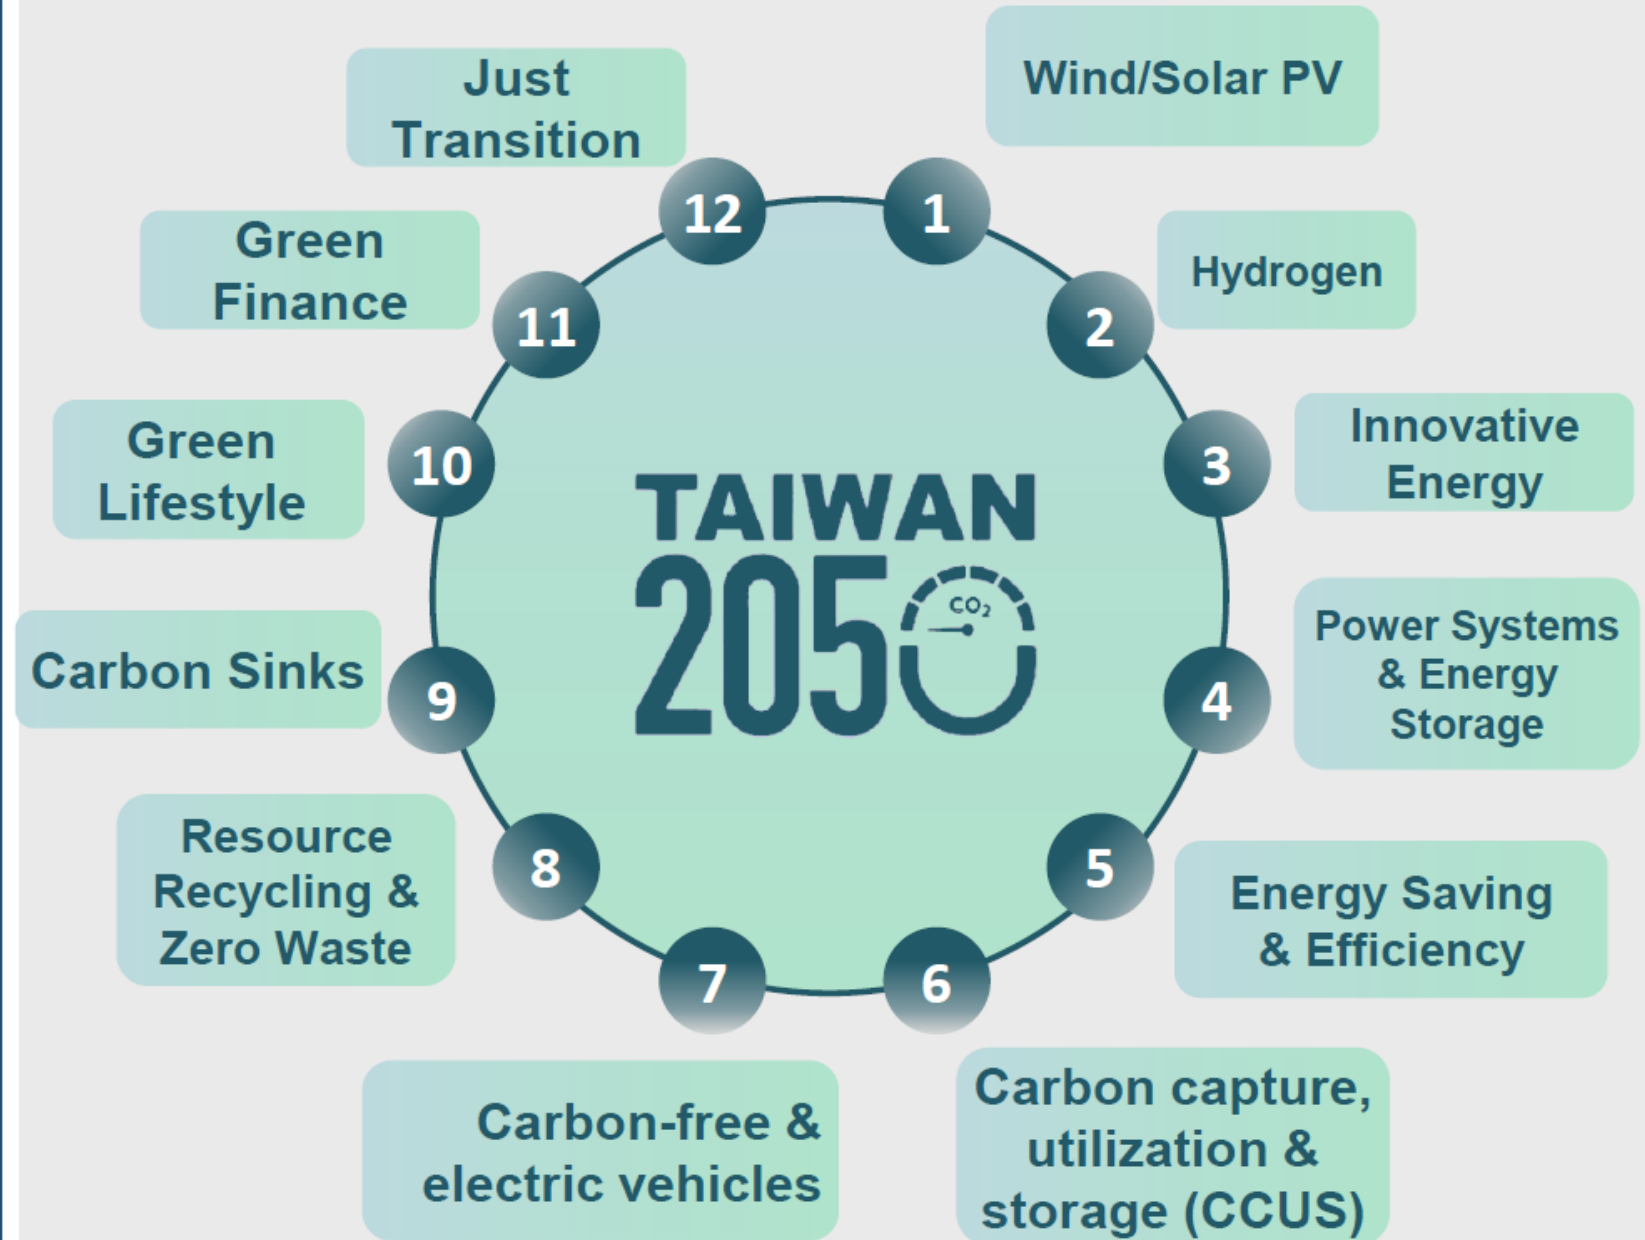 Wind/Solar PV
1
Hydrogen
2
Innovative
Energy
3
Power Systems
& Energy
Storage
4
Energy Saving
& Efficiency
5
Carbon capture,
utilization &
storage (CCUS)
6
Carbon-free &
electric vehicles
7
Resource
Recycling &
Zero Waste
8
Carbon Sinks
9
Green
Lifestyle
10
Green
Finance
11
Just
Transition
12
TAIWAN
2050
CO₂